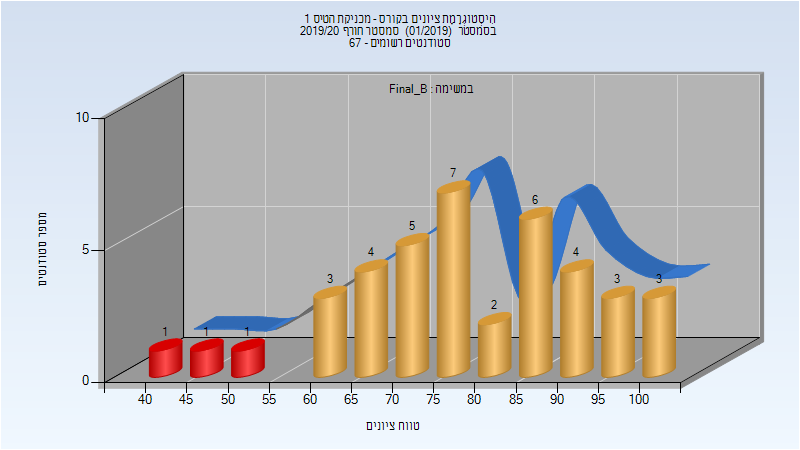 היסטוגרמת ציונים בקורס - מכניקת הטיס 1
בסמסטר (01/2019) סמסטר חורף 2019/20
סטודנטים רשומים - 67
במשימה : Final_B
מספר סטודנטים
10
5
0
1
1
1
3
4
5
7
2
6
4
3
3
40 45 50 55 60 65 70 75 80 85 90 95 100
טווח ציונים